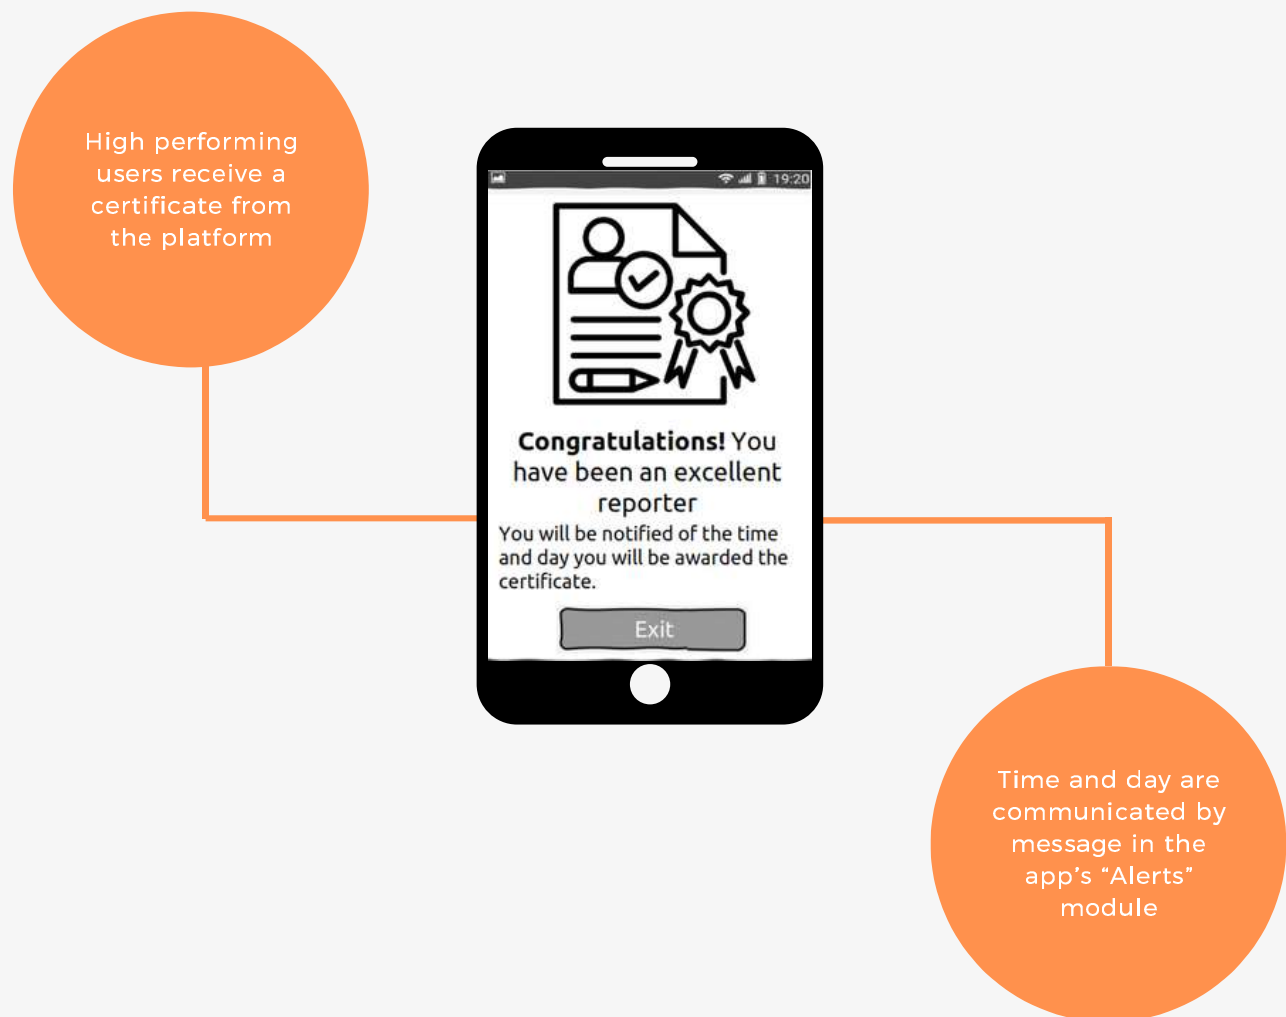 High performing
users receive a
certificate from
the platform
19:20
Congratulations! You
have been an excellent
reporter
You will be notified of the time
and day you will be awarded the
certificate.
Exit
Time and day are
communicated by
message in the
app's “Alerts”
module